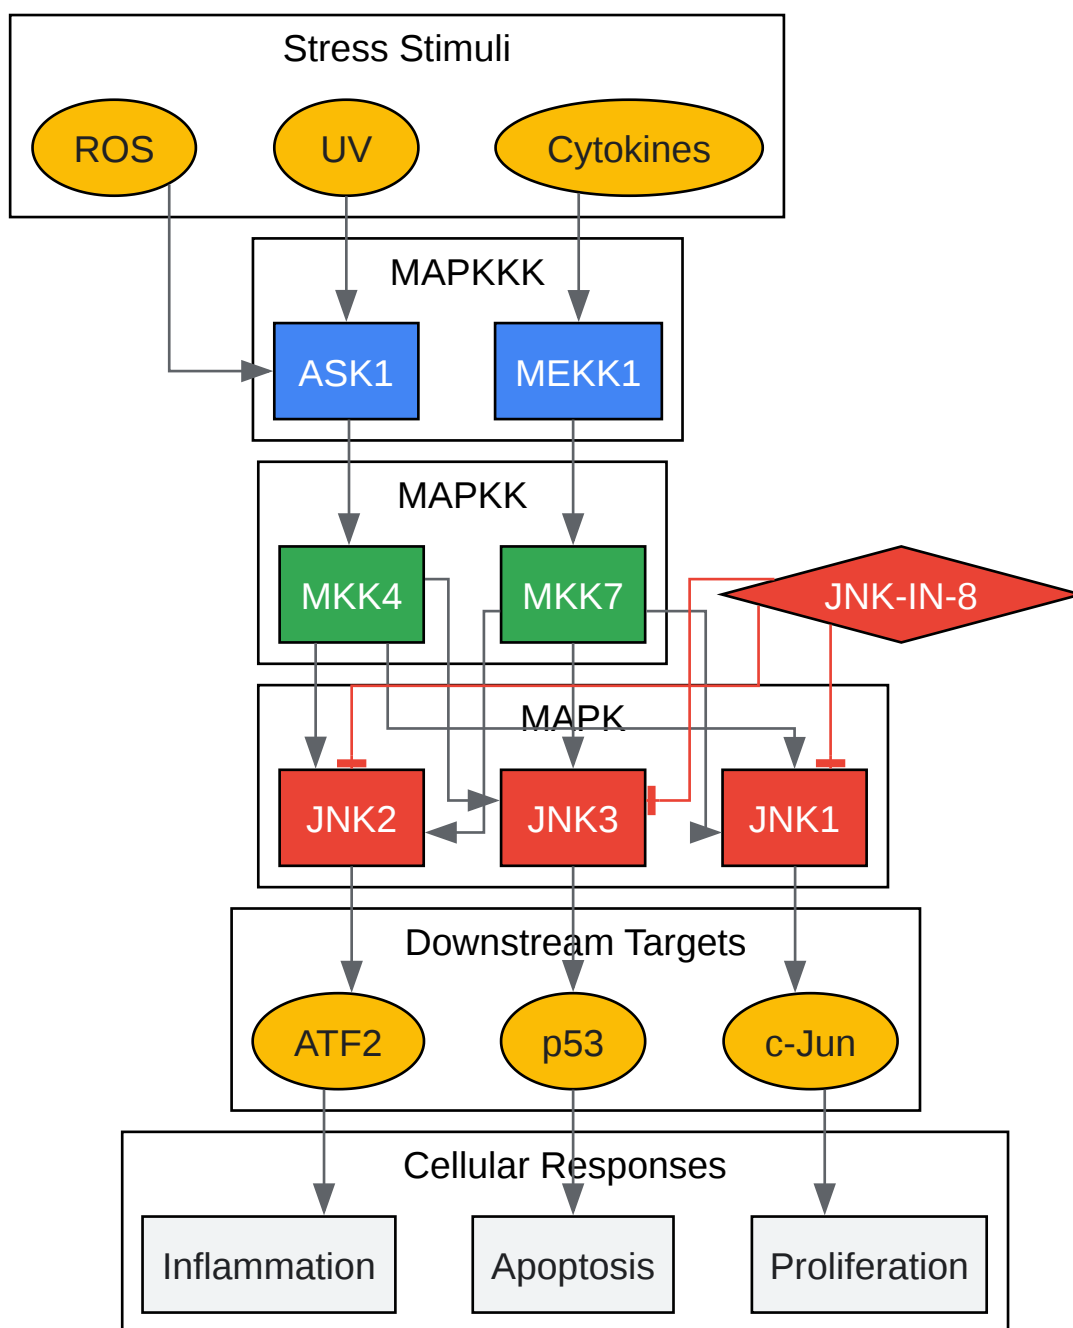 Stress Stimuli
ROS
UV
Cytokines
MAPKKK
ASK1
MEKK1
MAPKK
MKK4
MKK7
JNK-IN-8
MAPK
JNK2
JNK3
JNK1
Downstream Targets
ATF2
p53
c-Jun
Cellular Responses
Inflammation
Apoptosis
Proliferation